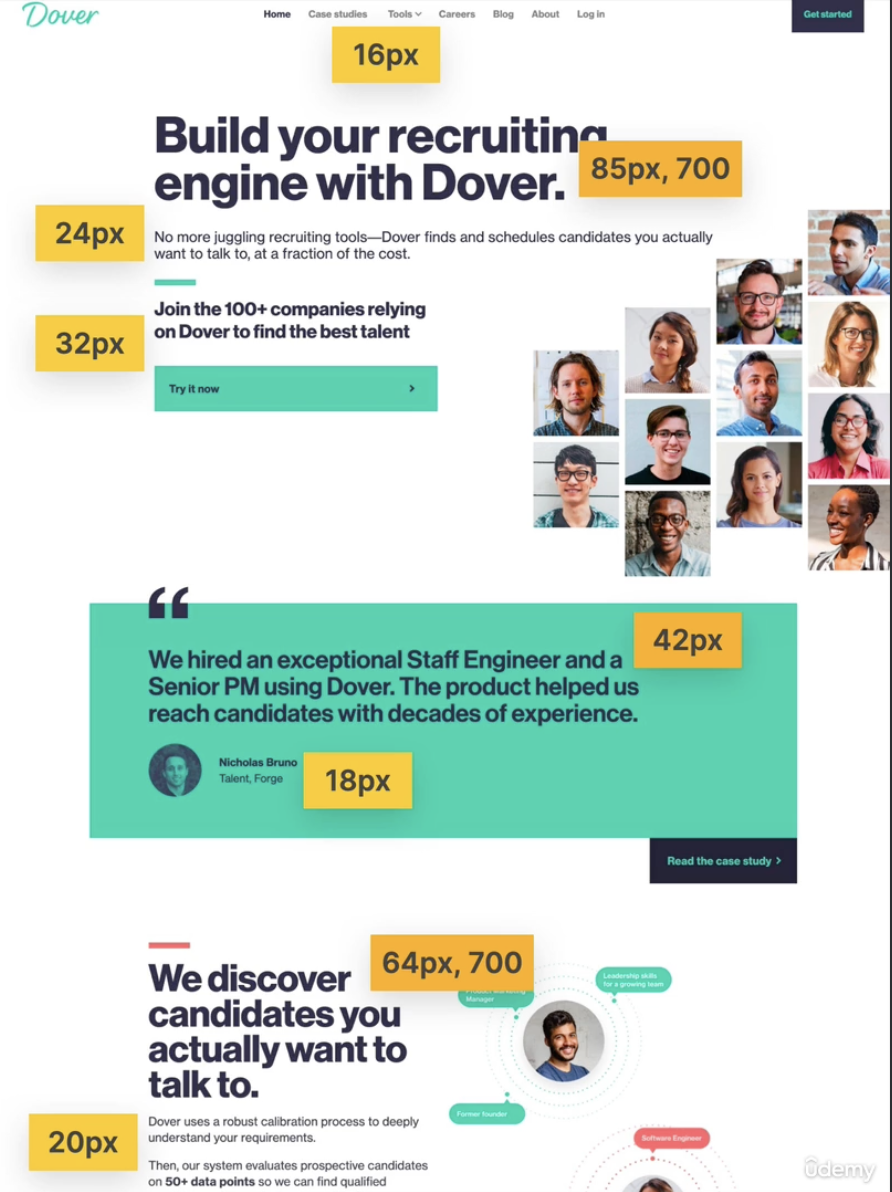 Dover
Home Case studies Tools Careers Blog About Log in Get started
16px
Build your recruiting
engine with Dover.
85px, 700
24px
No more juggling recruiting tools—Dover finds and schedules candidates you actually
want to talk to, at a fraction of the cost.
Join the 100+ companies relying
on Dover to find the best talent
32px
Try it now
“
42px
We hired an exceptional Staff Engineer and a
Senior PM using Dover. The product helped us
reach candidates with decades of experience.
Nicholas Bruno
Talent, Forge
18px
Read the case study
64px, 700
We discover
candidates you
actually want to
talk to.
Leadership skills
for a growing team
Manager
Former founder
20px
Dover uses a robust calibration process to deeply
understand your requirements.
Software Engineer
Then, our system evaluates prospective candidates
on 50+ data points so we can find qualified
ûdemy